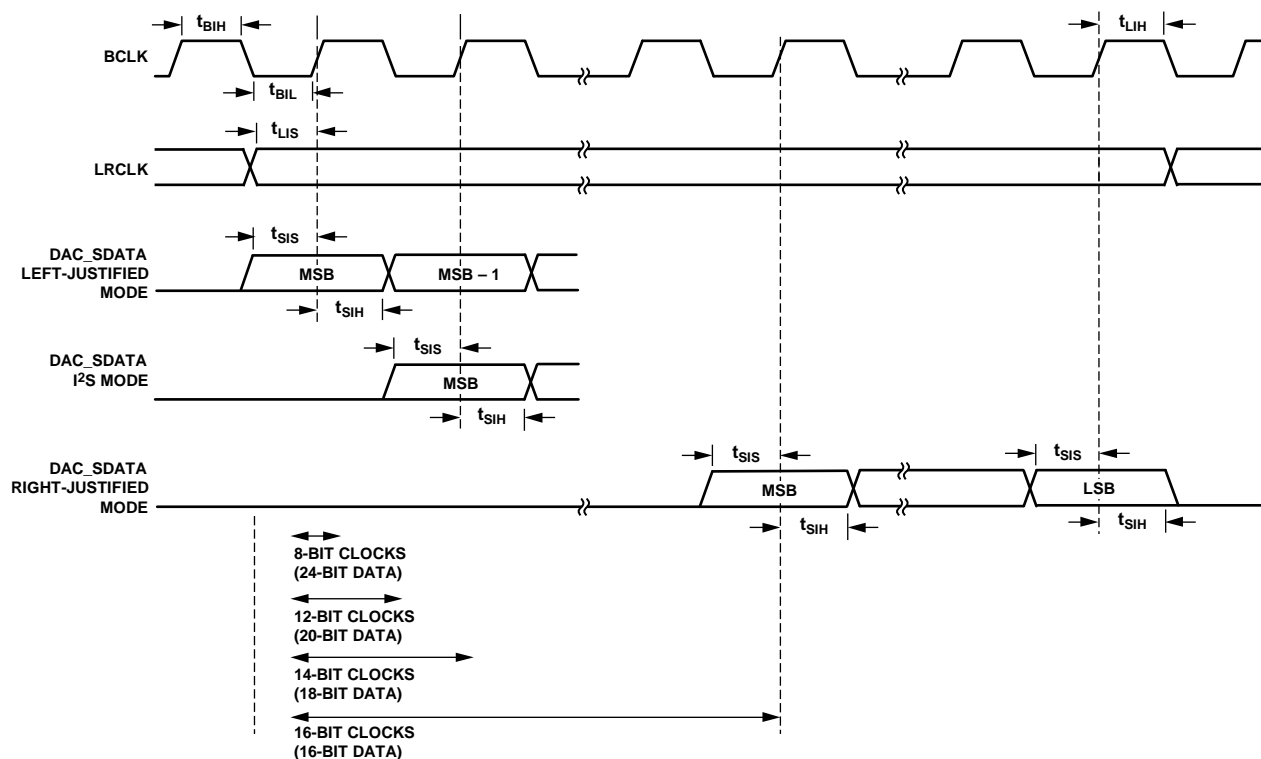 tBIH
tLIH
BCLK
tBIL
tLIS
LRCLK
tSIS
DAC_SDATA
LEFT-JUSTIFIED
MODE
MSB
MSB – 1
tSIH
tSIS
DAC_SDATA
I2S MODE
MSB
tSIH
DAC_SDATA
RIGHT-JUSTIFIED
MODE
tSIS
tSIS
MSB
LSB
tSIH
tSIH
8-BIT CLOCKS
(24-BIT DATA)
12-BIT CLOCKS
(20-BIT DATA)
14-BIT CLOCKS
(18-BIT DATA)
16-BIT CLOCKS
(16-BIT DATA)